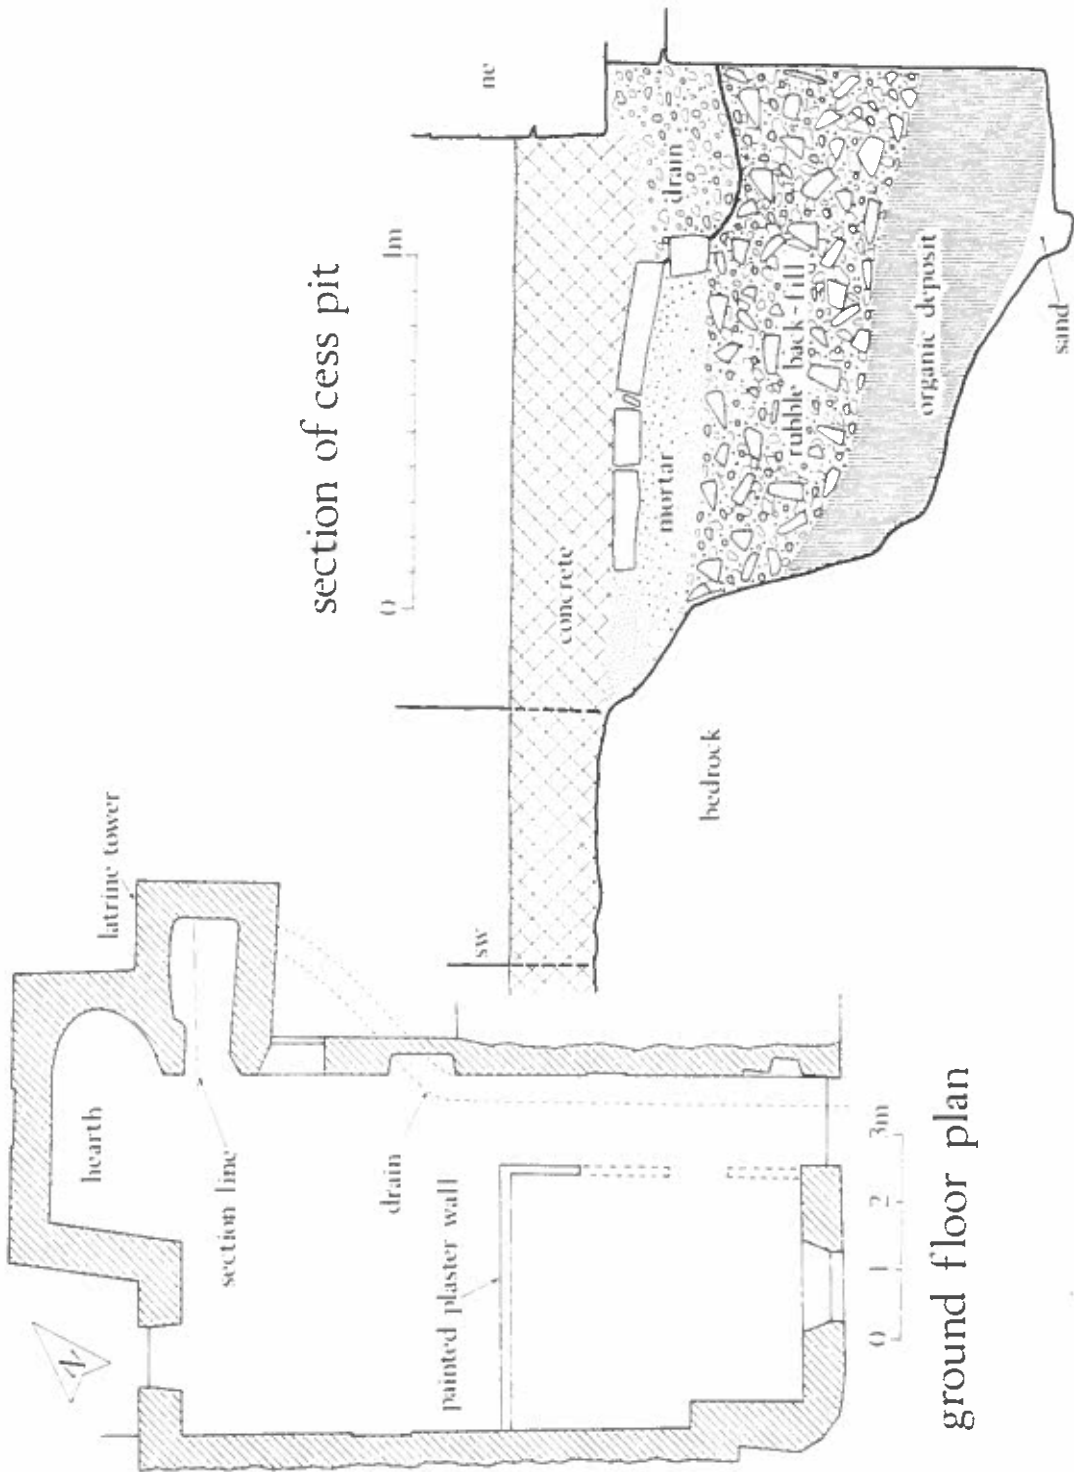 latrine tower
hearth
section line
drain
painted plaster wall
N
0 1 2 3m
ground floor plan
section of cess pit
0 1m
sw
ne
concrete
mortar
drain
rubble back-fill
organic deposit
sand
bedrock